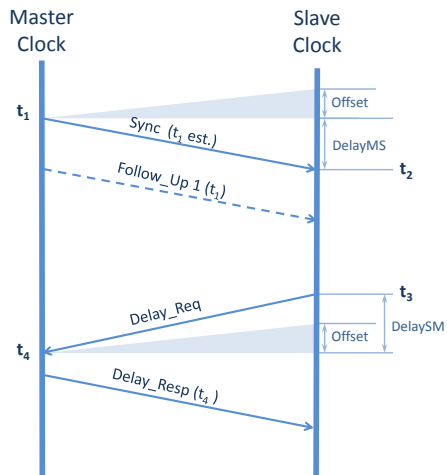 Master
Clock
Slave
Clock
t1
Offset
Sync (t1 est.)
DelayMS
t2
Follow_Up 1 (t1)
t3
Delay_Req
DelaySM
Offset
t4
Delay_Resp (t4 )